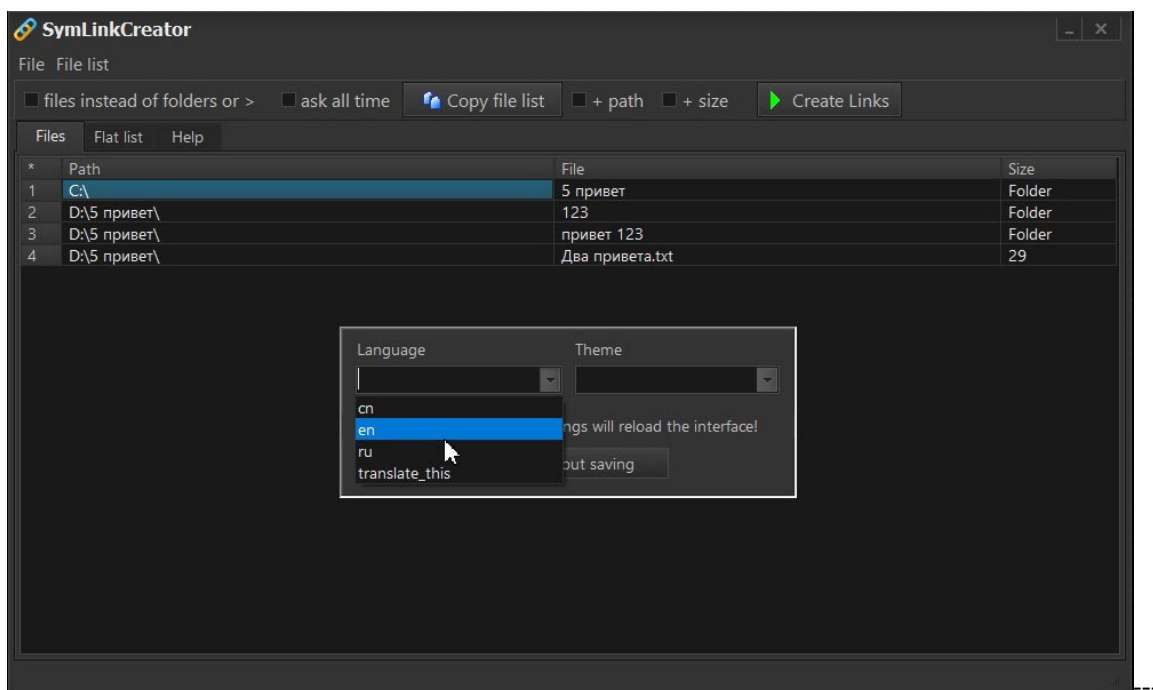 SymLinkCreator
File File list
files instead of folders or > ask all time Copy file list + path + size Create Links
Files Flat list Help
* Path File Size
1 C:\ 5 привет Folder
2 D:\5 привет\ 123 Folder
3 D:\5 привет\ привет 123 Folder
4 D:\5 привет\ Два привета.txt 29
Language Theme
cn
en
ru
translate_this
will reload the interface!
saving